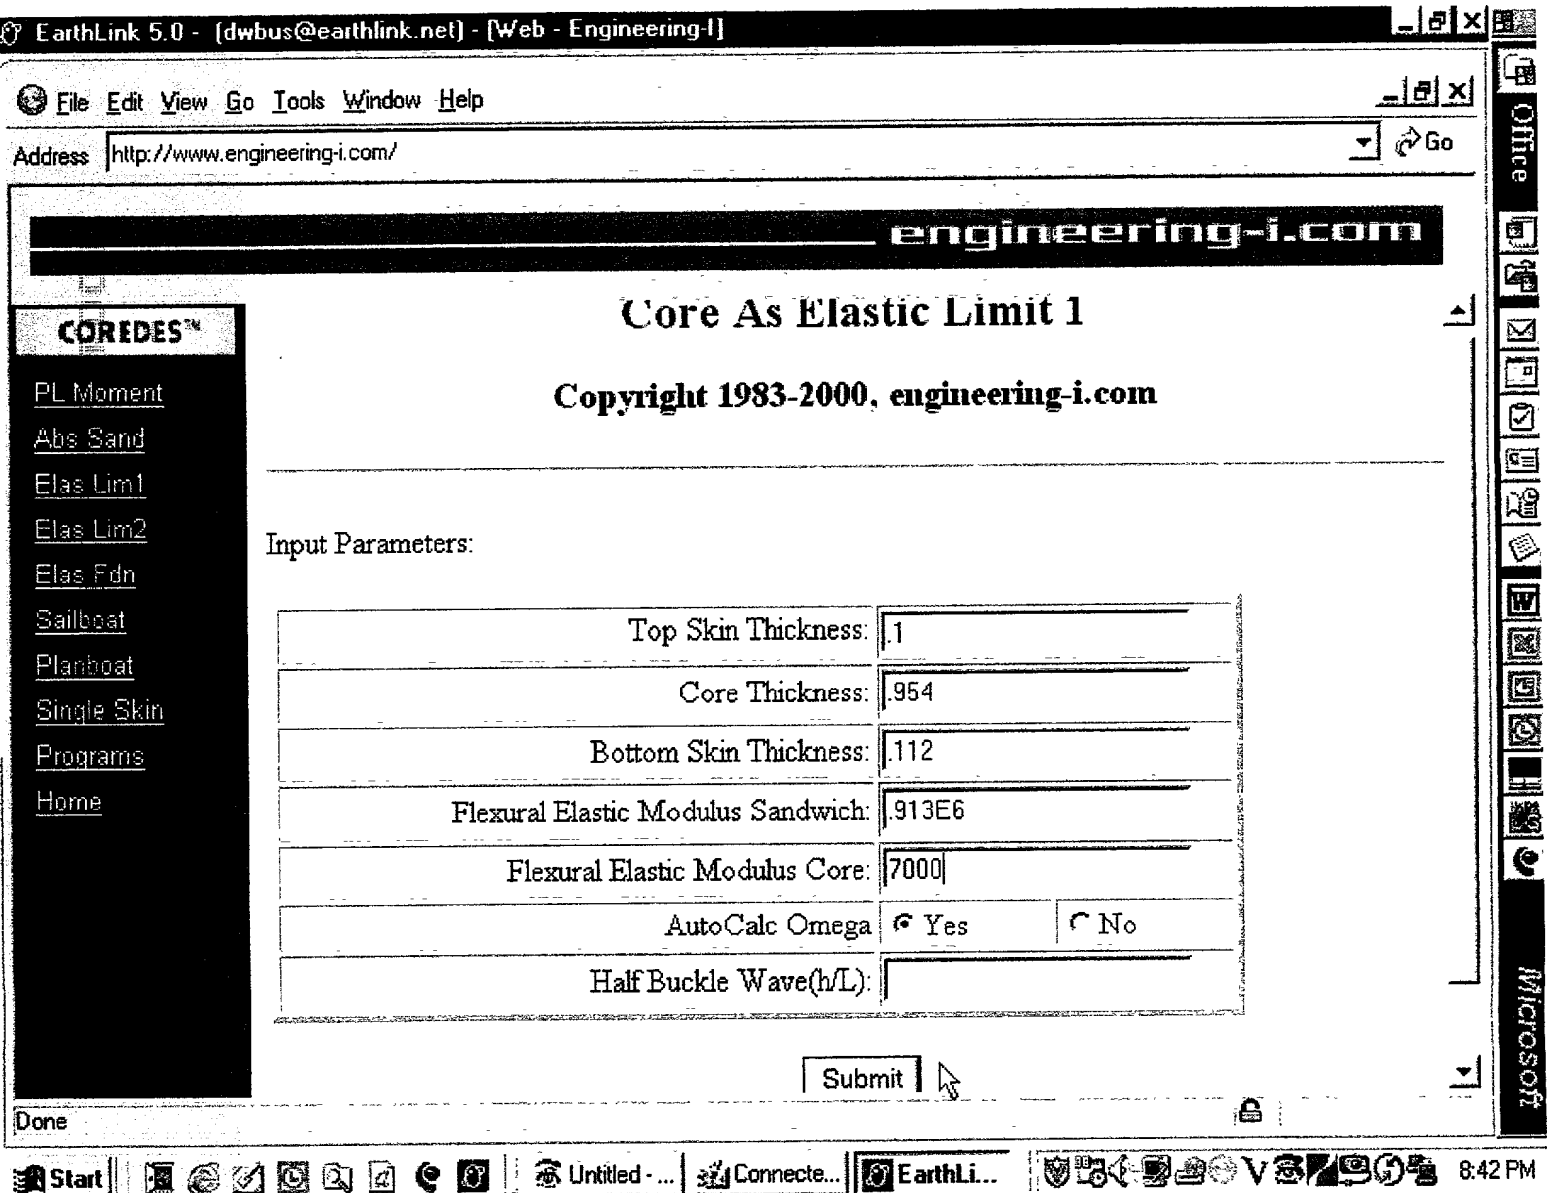 EarthLink 5.0 - [dwbus@earthlink.net] - [Web - Engineering-I]
File Edit View Go Tools Window Help
Address http://www.engineering-i.com/ Go
engineering-i.com
Core As Elastic Limit 1
Copyright 1983-2000, engineering-i.com
COREDES™
PL Moment
Abs Sand
Elas Lim1
Elas Lim2
Elas Fdn
Sailboat
Planboat
Single Skin
Programs
Home
Input Parameters:
Top Skin Thickness: .1
Core Thickness: .954
Bottom Skin Thickness: .112
Flexural Elastic Modulus Sandwich: .913E6
Flexural Elastic Modulus Core: 7000
AutoCalc Omega Yes No
Half Buckle Wave(h/L):
Submit
Done
Office
Microsoft
Start Untitled - ... Connecte... EarthLi... 8:42 PM